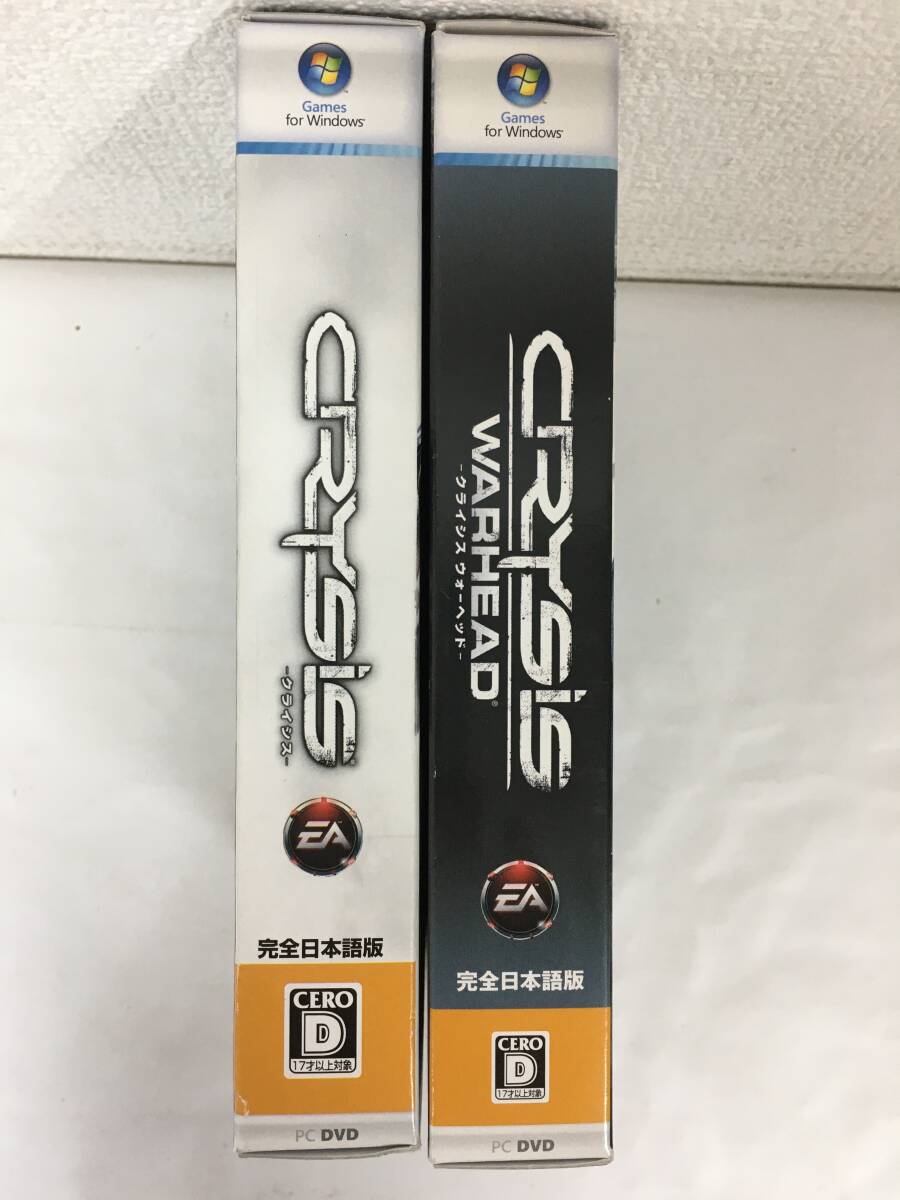 Games
for Windows®
CRYSIS®
-クライシス-
EA
完全日本語版
CERO
D
17才以上対象
PC DVD
Games
for Windows®
CRYSIS
WARHEAD®
-クライシス ウォーヘッド-
EA™
完全日本語版
CERO
D
17才以上対象
PC DVD